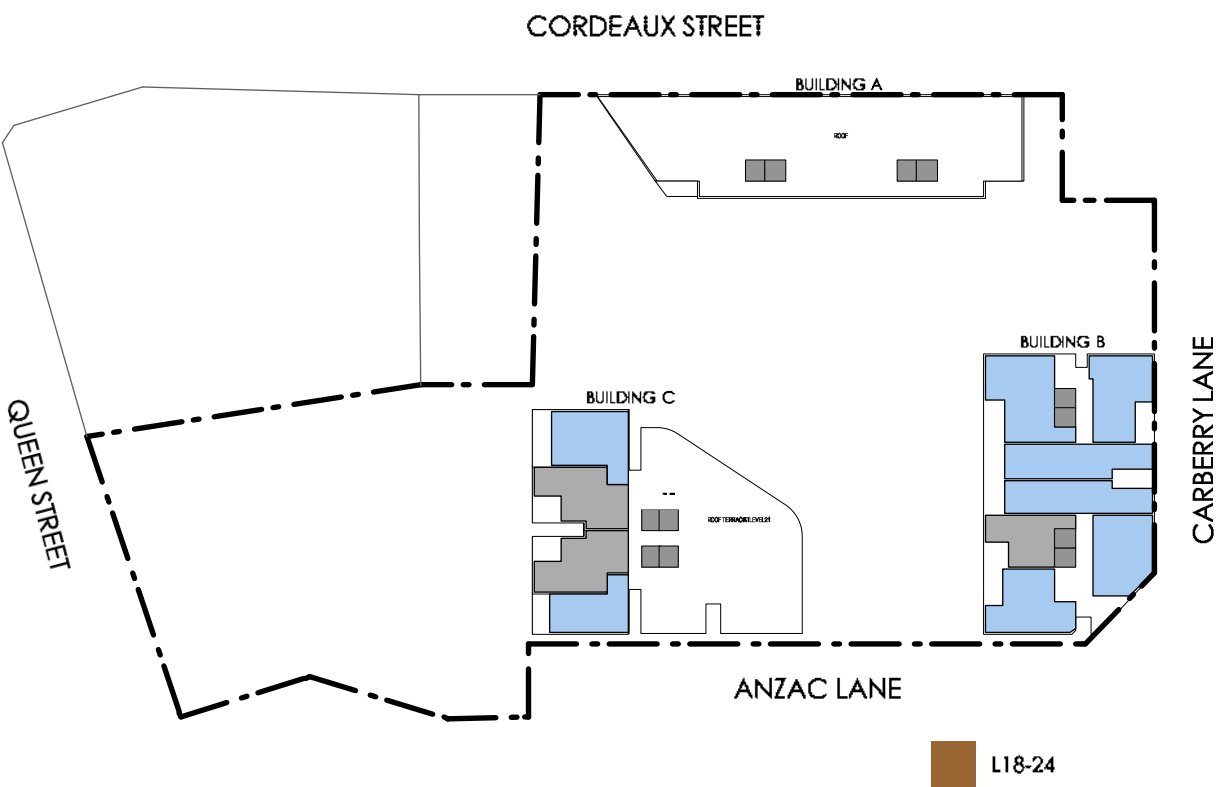 CORDEAUX STREET
BUILDING A
ROOF
BUILDING B
CARBERRY LANE
BUILDING C
QUEEN STREET
ANZAC LANE
L18-24